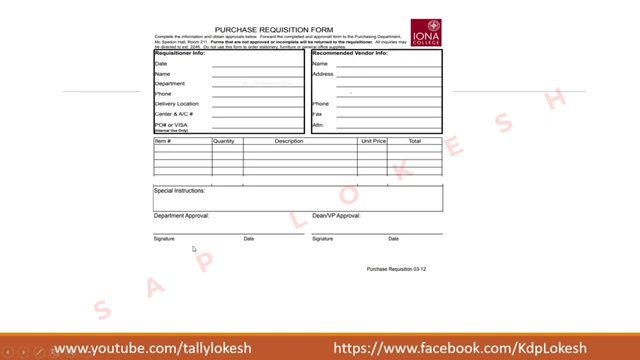 PURCHASE REQUISITION FORM
Complete the information and obtain approvals below. Forward the completed and approved form to the Purchasing Department,
Mc Spedon Hall, Room 211. Forms that are not approved or incomplete will be returned to the requisitioner. All inquiries may
be directed to ext. 2248. Do not use this form to order stationery, furniture or general office supplies.
IONA
COLLEGE
Requisitioner Info:
Date
Name
Department
Phone
Delivery Location
Center & A/C #
PO# or VISA
(Internal Use Only)
Recommended Vendor Info:
Name
Address
Phone
Fax
Attn:
Item # Quantity Description Unit Price Total
Special Instructions:
Department Approval: Dean/VP Approval:
Signature Date Signature Date
Purchase Requisition 03-12
SAP LOKESH
www.youtube.com/tallylokesh https://www.facebook.com/KdpLokesh